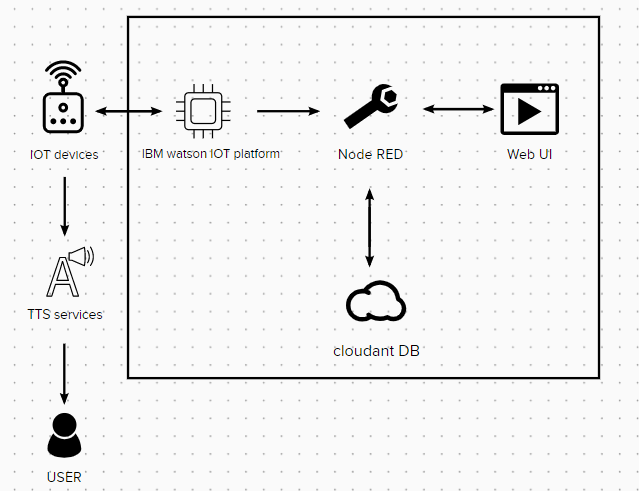 IOT devices
IBM watson IOT platform
Node RED
Web UI
TTS services
cloudant DB
USER